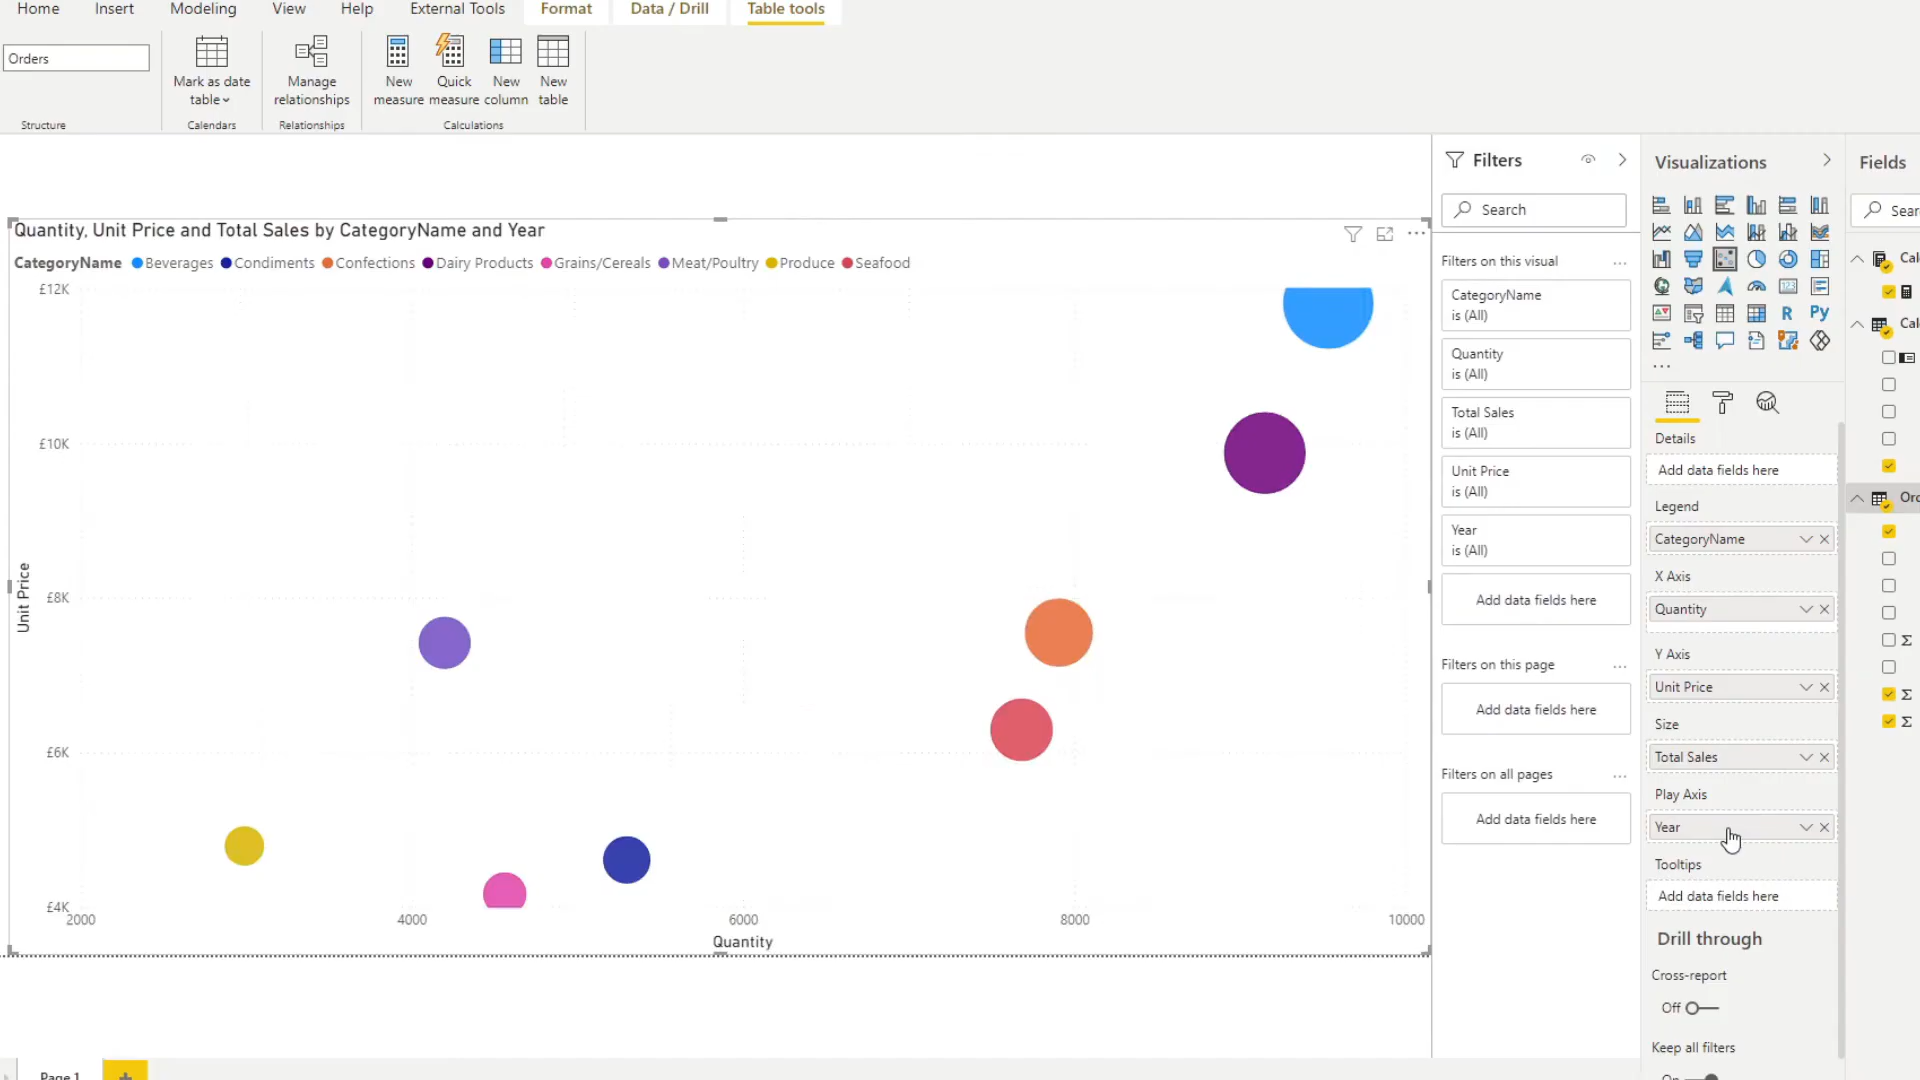 Home Insert Modeling View Help External Tools Format Data / Drill Table tools
Orders
Mark as date table
Manage relationships
New measure
Quick measure
New column
New table
Structure
Calendars
Relationships
Calculations
Quantity, Unit Price and Total Sales by CategoryName and Year
CategoryName Beverages Condiments Confections Dairy Products Grains/Cereals Meat/Poultry Produce Seafood
£12K
£10K
£8K
£6K
£4K
Unit Price
2000 4000 6000 8000 10000
Quantity
Page 1
+
Filters
Search
Filters on this visual ...
CategoryName
is (All)
Quantity
is (All)
Total Sales
is (All)
Unit Price
is (All)
Year
is (All)
Add data fields here
Filters on this page ...
Add data fields here
Filters on all pages ...
Add data fields here
Visualizations
123
R Py
...
Details
Add data fields here
Legend
CategoryName
X Axis
Quantity
Y Axis
Unit Price
Size
Total Sales
Play Axis
Year
Tooltips
Add data fields here
Drill through
Cross-report
Off
Keep all filters
On
Fields
Sear
Cal
Cal
Ord
Σ
Σ
Σ